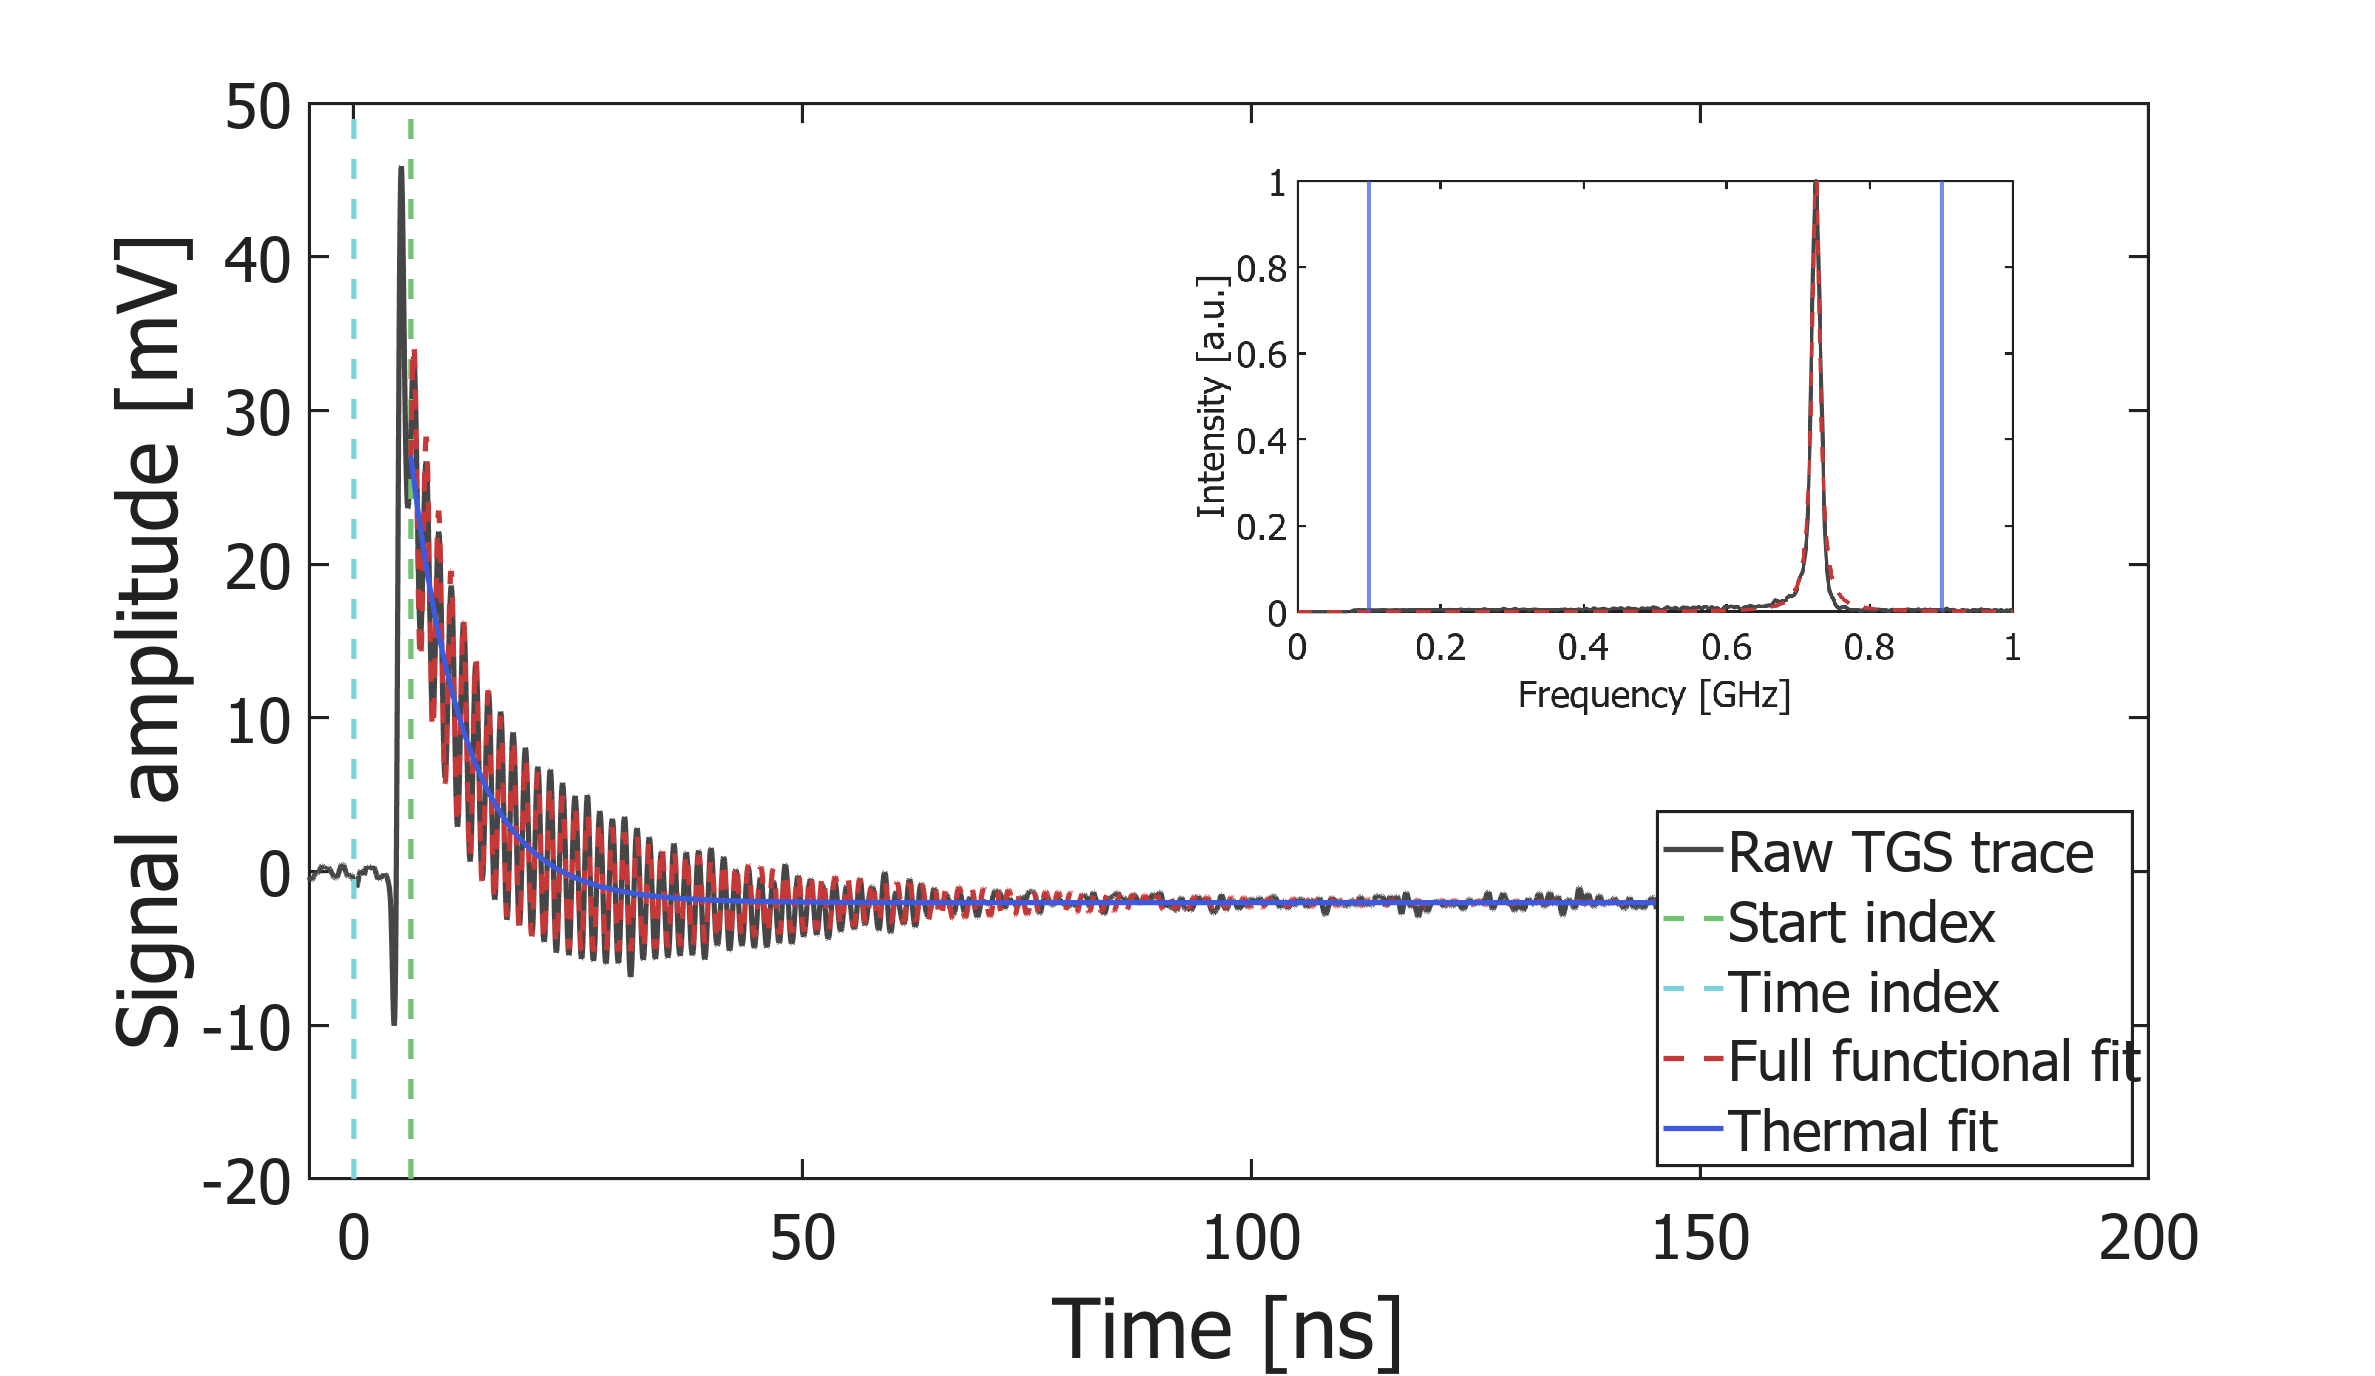 Signal amplitude [mV]
50
40
30
20
10
0
-10
-20
0
50
100
150
200
Time [ns]
Intensity [a.u.]
1
0.8
0.6
0.4
0.2
0
0
0.2
0.4
0.6
0.8
1
Frequency [GHz]
Raw TGS trace
Start index
Time index
Full functional fit
Thermal fit